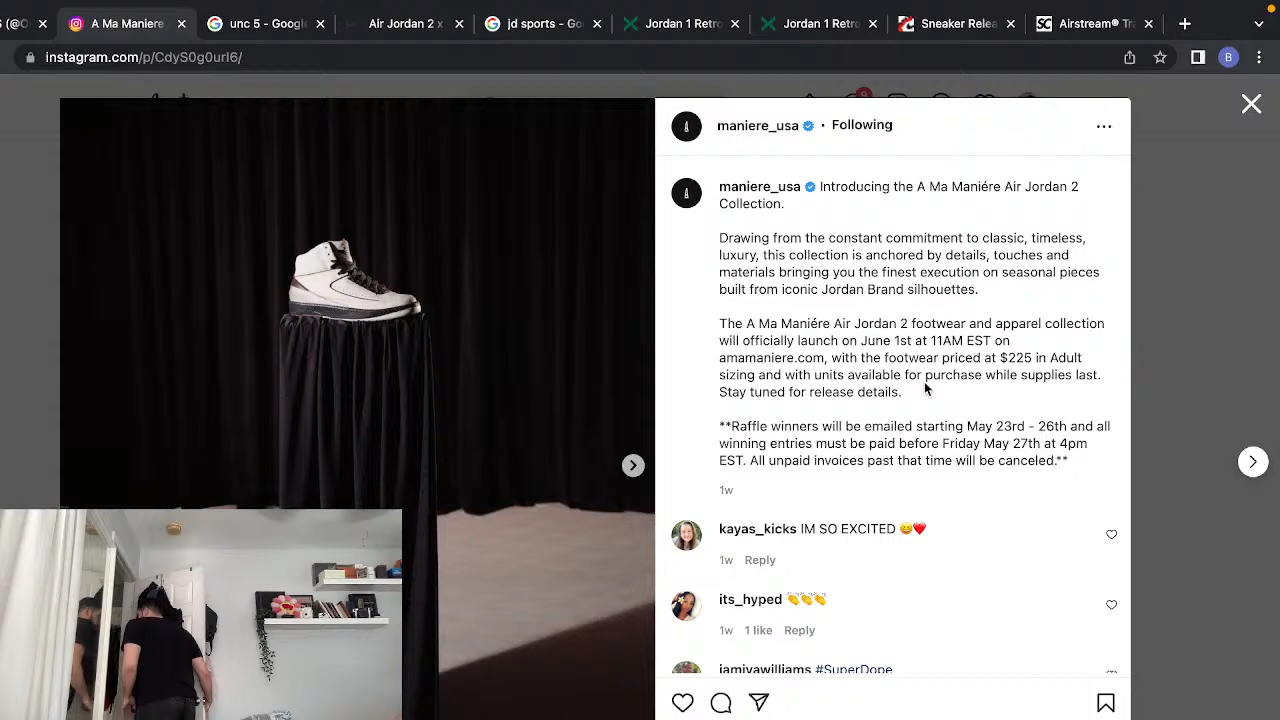 (@O
A Ma Maniere
unc 5 - Google
Air Jordan 2 x
jd sports - Go
Jordan 1 Retro
Jordan 1 Retro
Sneaker Relea
SC
Airstream® Tra
instagram.com/p/CdyS0g0urI6/
B
9
maniere_usa • Following
maniere_usa Introducing the A Ma Maniére Air Jordan 2
Collection.
Drawing from the constant commitment to classic, timeless,
luxury, this collection is anchored by details, touches and
materials bringing you the finest execution on seasonal pieces
built from iconic Jordan Brand silhouettes.
The A Ma Maniére Air Jordan 2 footwear and apparel collection
will officially launch on June 1st at 11AM EST on
amamaniere.com, with the footwear priced at $225 in Adult
sizing and with units available for purchase while supplies last.
Stay tuned for release details.
**Raffle winners will be emailed starting May 23rd - 26th and all
winning entries must be paid before Friday May 27th at 4pm
EST. All unpaid invoices past that time will be canceled.**
1w
kayas_kicks IM SO EXCITED 😆❤️
1w Reply
its_hyped 👏👏👏
1w 1 like Reply
jamiyawilliams #SuperDope